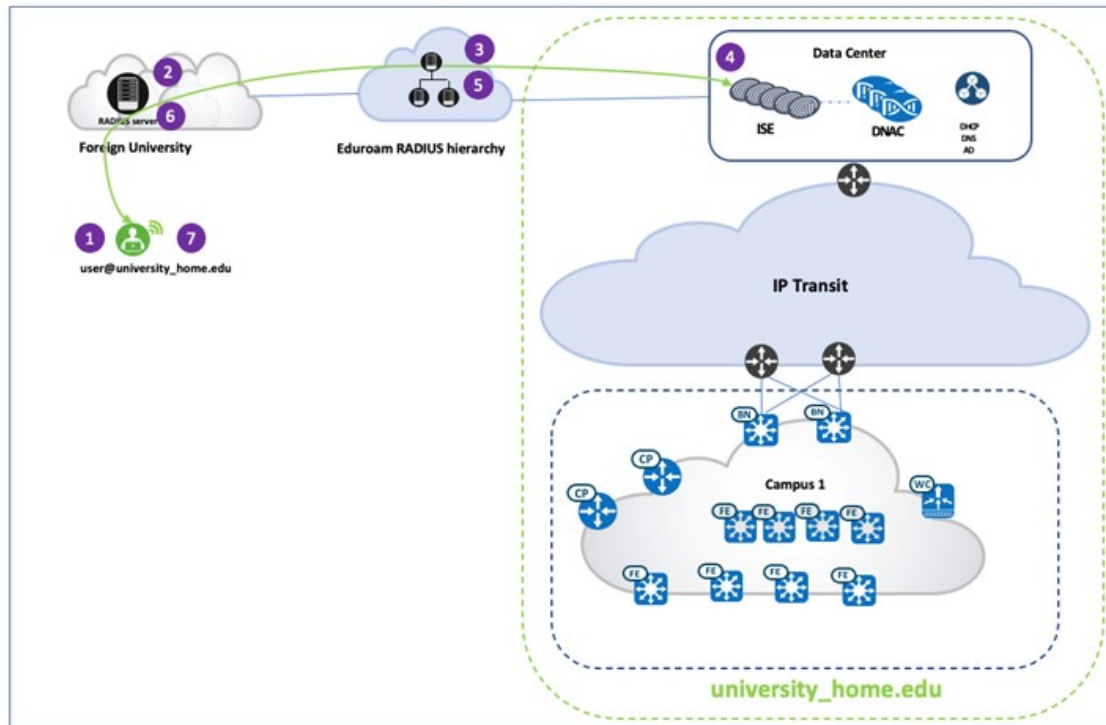 3
4
Data Center
2
5
RADIUS server
6
ISE
DNAC
DHCP
DNS
AD
Foreign University
Eduroam RADIUS hierarchy
1
7
user@university_home.edu
IP Transit
BN
BN
CP
Campus 1
WC
CP
FE
FE
FE
FE
FE
FE
FE
FE
university_home.edu